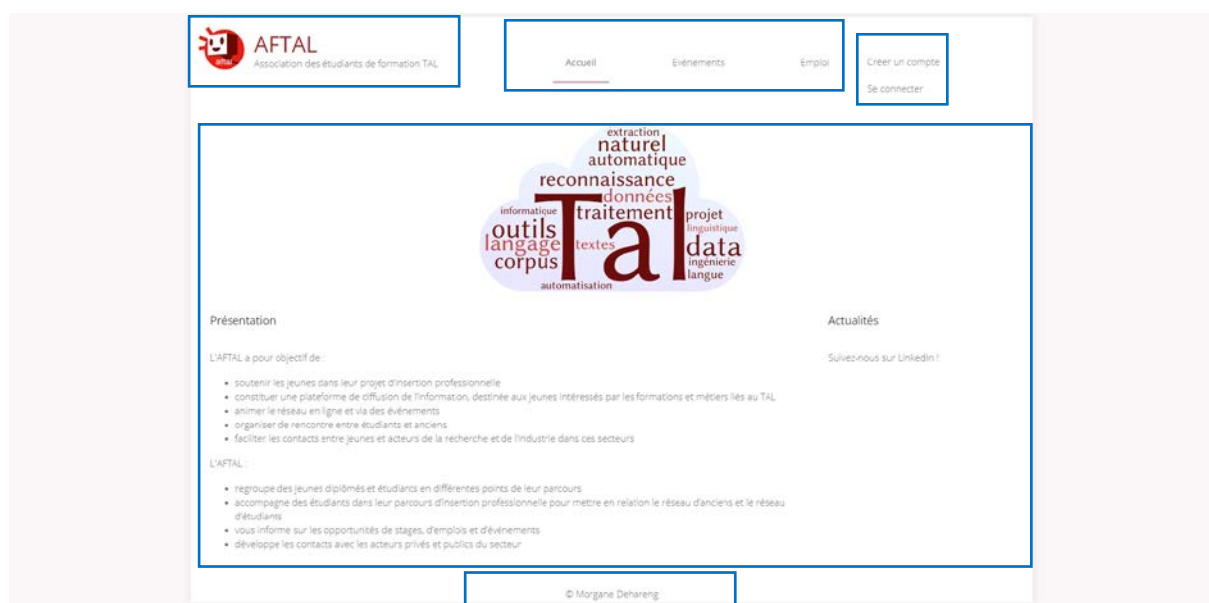 AFTAL
Association des étudiants de formation TAL
aftal
Accueil
Evénements
Emploi
Créer un compte
Se connecter
extraction
naturel
automatique
reconnaissance
données
informatique
traitement
projet
outils
linguistique
langage
textes
Tal
data
corpus
ingénierie
langue
automatisation
Présentation
Actualités
L'AFTAL a pour objectif de :
Suivez-nous sur Linkedin !
• soutenir les jeunes dans leur projet d'insertion professionnelle
• constituer une plateforme de diffusion de l'information, destinée aux jeunes intéressés par les formations et métiers liés au TAL
• animer le réseau en ligne et via des événements
• organiser de rencontre entre étudiants et anciens
• faciliter les contacts entre jeunes et acteurs de la recherche et de l'industrie dans ces secteurs
L'AFTAL :
• regroupe des jeunes diplômés et étudiants en différentes points de leur parcours
• accompagne des étudiants dans leur parcours d'insertion professionnelle pour mettre en relation le réseau d'anciens et le réseau
d'étudiants
• vous informe sur les opportunités de stages, d'emplois et d'événements
• développe les contacts avec les acteurs privés et publics du secteur
© Morgane Dehareng